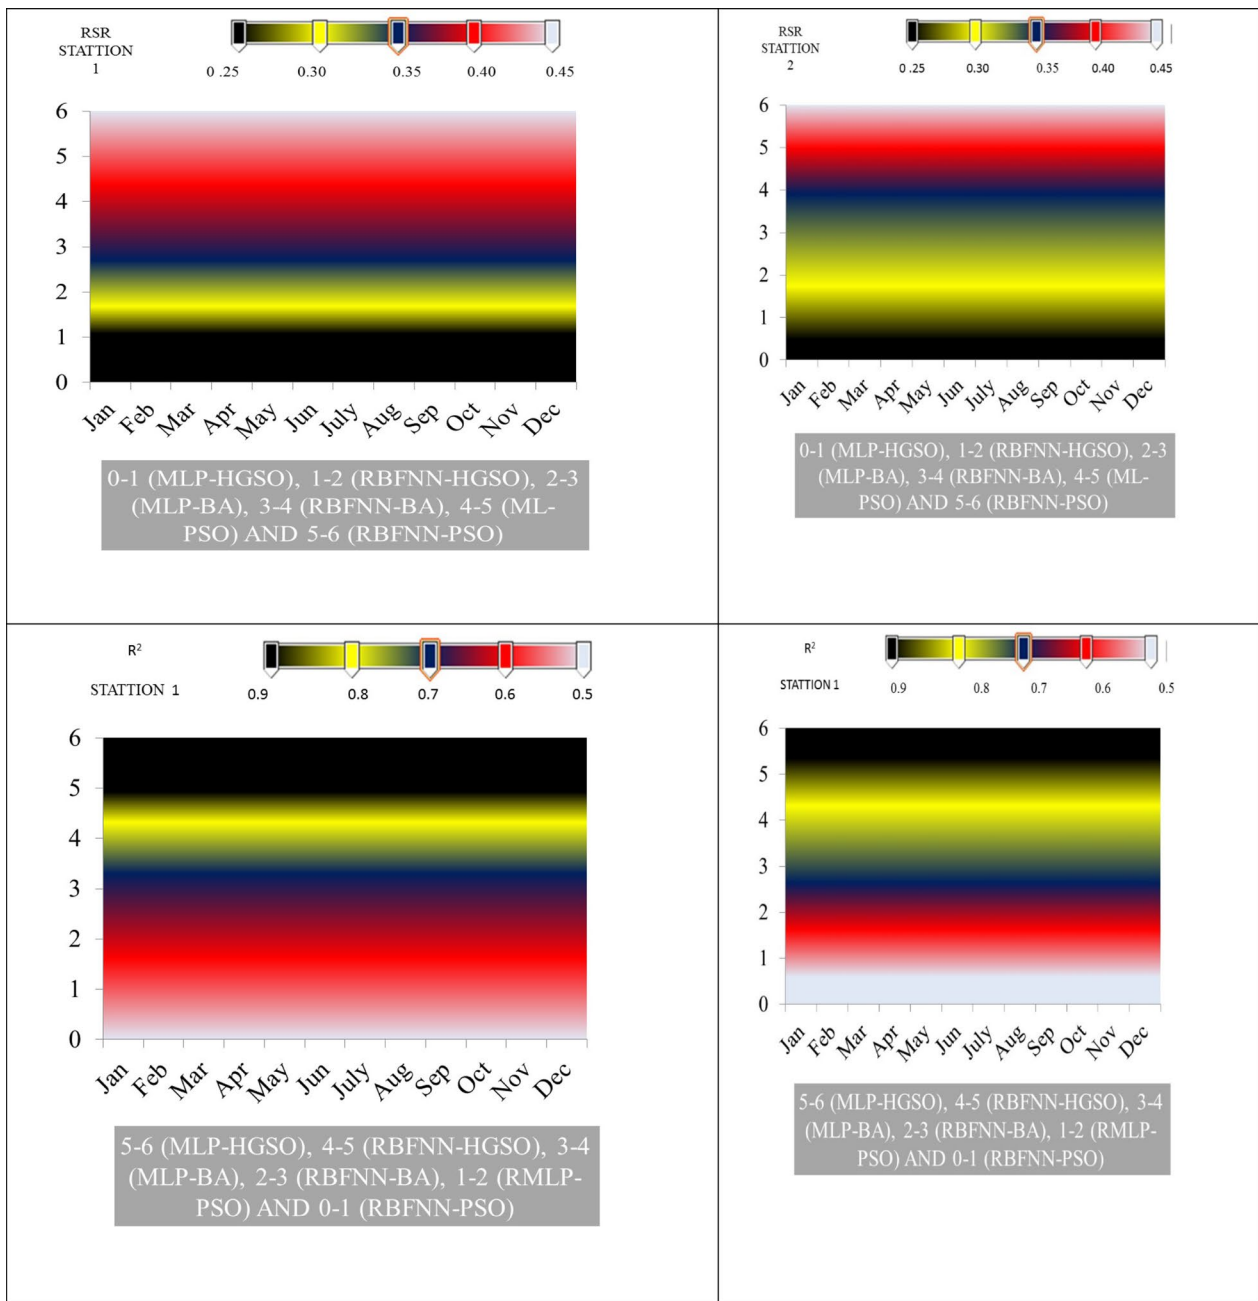 RSR
STATTION
1
0.25 0.30 0.35 0.40 0.45
6
5
4
3
2
1
0
Jan Feb Mar Apr May Jun July Aug Sep Oct Nov Dec
0-1 (MLP-HGSO), 1-2 (RBFNN-HGSO), 2-3
(MLP-BA), 3-4 (RBFNN-BA), 4-5 (ML-
PSO) AND 5-6 (RBFNN-PSO)
RSR
STATTION
2
0.25 0.30 0.35 0.40 0.45
6
5
4
3
2
1
0
Jan Feb Mar Apr May Jun July Aug Sep Oct Nov Dec
0-1 (MLP-HGSO), 1-2 (RBFNN-HGSO), 2-3
(MLP-BA), 3-4 (RBFNN-BA), 4-5 (ML-
PSO) AND 5-6 (RBFNN-PSO)
R²
STATTION 1
0.9 0.8 0.7 0.6 0.5
6
5
4
3
2
1
0
Jan Feb Mar Apr May Jun July Aug Sep Oct Nov Dec
5-6 (MLP-HGSO), 4-5 (RBFNN-HGSO), 3-4
(MLP-BA), 2-3 (RBFNN-BA), 1-2 (RMLP-
PSO) AND 0-1 (RBFNN-PSO)
R²
STATTION 1
0.9 0.8 0.7 0.6 0.5
6
5
4
3
2
1
0
Jan Feb Mar Apr May Jun July Aug Sep Oct Nov Dec
5-6 (MLP-HGSO), 4-5 (RBFNN-HGSO), 3-4
(MLP-BA), 2-3 (RBFNN-BA), 1-2 (RMLP-
PSO) AND 0-1 (RBFNN-PSO)